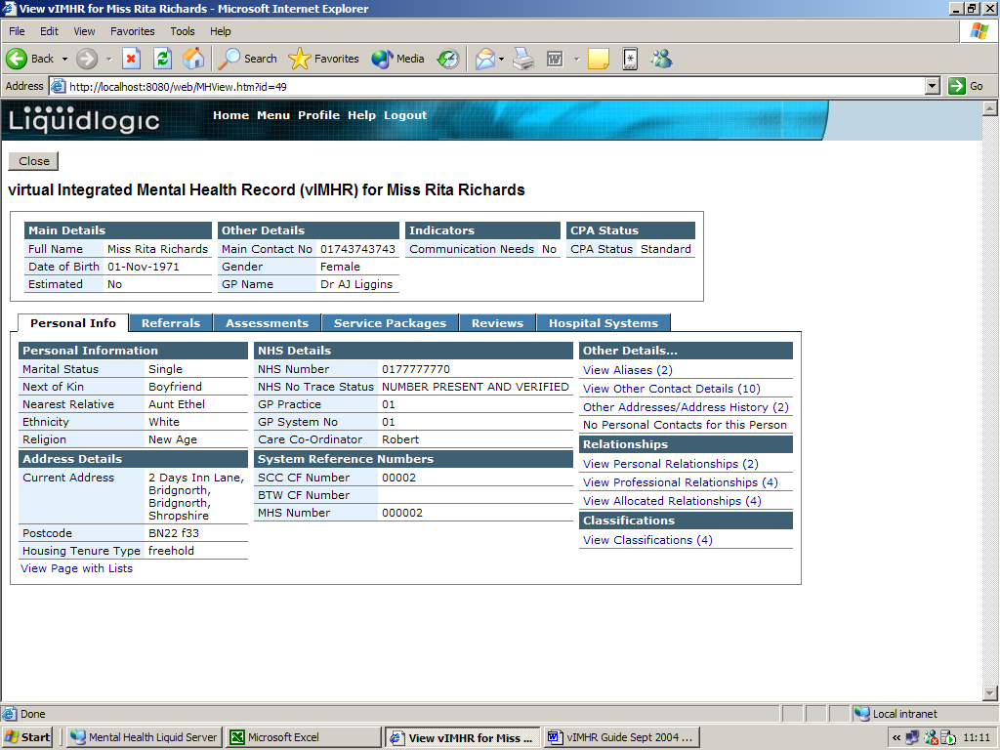 View vIMHR for Miss Rita Richards - Microsoft Internet Explorer
File Edit View Favorites Tools Help
Back Search Favorites Media
Address http://localhost:8080/web/MHView.htm?id=49 Go
Liquidlogic Home Menu Profile Help Logout
Close
virtual Integrated Mental Health Record (vIMHR) for Miss Rita Richards
Main Details
Full Name Miss Rita Richards
Date of Birth 01-Nov-1971
Estimated No
Other Details
Main Contact No 01743743743
Gender Female
GP Name Dr AJ Liggins
Indicators
Communication Needs No
CPA Status
CPA Status Standard
Personal Info Referrals Assessments Service Packages Reviews Hospital Systems
Personal Information
Marital Status Single
Next of Kin Boyfriend
Nearest Relative Aunt Ethel
Ethnicity White
Religion New Age
Address Details
Current Address 2 Days Inn Lane,
Bridgnorth,
Bridgnorth,
Shropshire
Postcode BN22 f33
Housing Tenure Type freehold
View Page with Lists
NHS Details
NHS Number 0177777770
NHS No Trace Status NUMBER PRESENT AND VERIFIED
GP Practice 01
GP System No 01
Care Co-Ordinator Robert
System Reference Numbers
SCC CF Number 00002
BTW CF Number
MHS Number 000002
Other Details...
View Aliases (2)
View Other Contact Details (10)
Other Addresses/Address History (2)
No Personal Contacts for this Person
Relationships
View Personal Relationships (2)
View Professional Relationships (4)
View Allocated Relationships (4)
Classifications
View Classifications (4)
Done Local intranet
Start Mental Health Liquid Server Microsoft Excel View vIMHR for Miss ... vIMHR Guide Sept 2004 ... « 11:11